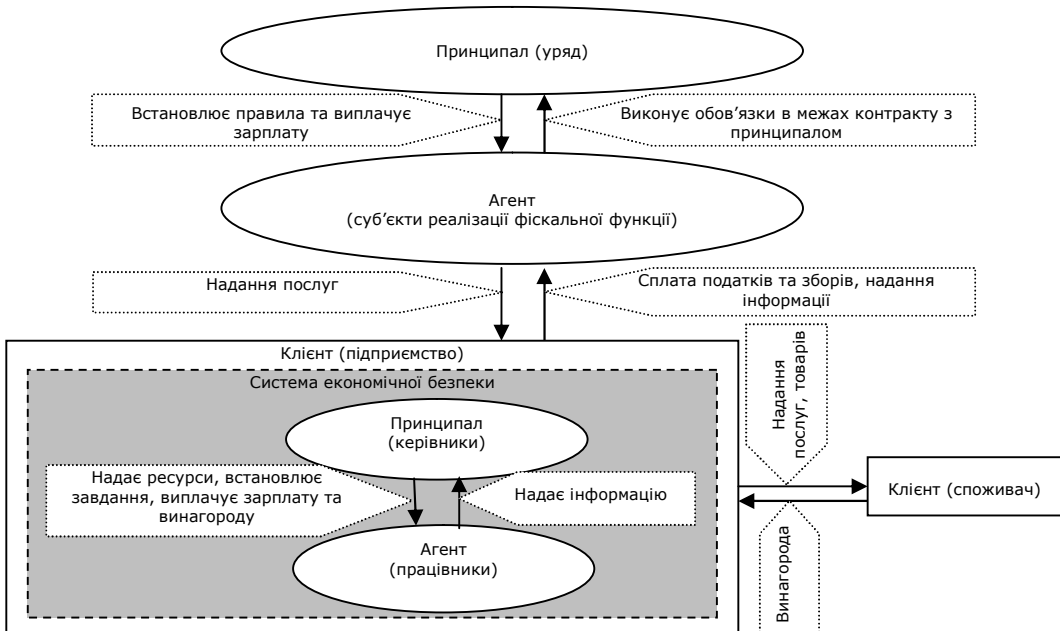 Принципал (уряд)
Встановлює правила та виплачує
зарплату
Виконує обов’язки в межах контракту з
принципалом
Агент
(суб’єкти реалізації фіскальної функції)
Надання послуг
Сплата податків та зборів, надання
інформації
Клієнт (підприємство)
Система економічної безпеки
Принципал
(керівники)
Надає ресурси, встановлює
завдання, виплачує зарплату та
винагороду
Надає інформацію
Агент
(працівники)
Надання
послуг, товарів
Клієнт (споживач)
Винагорода